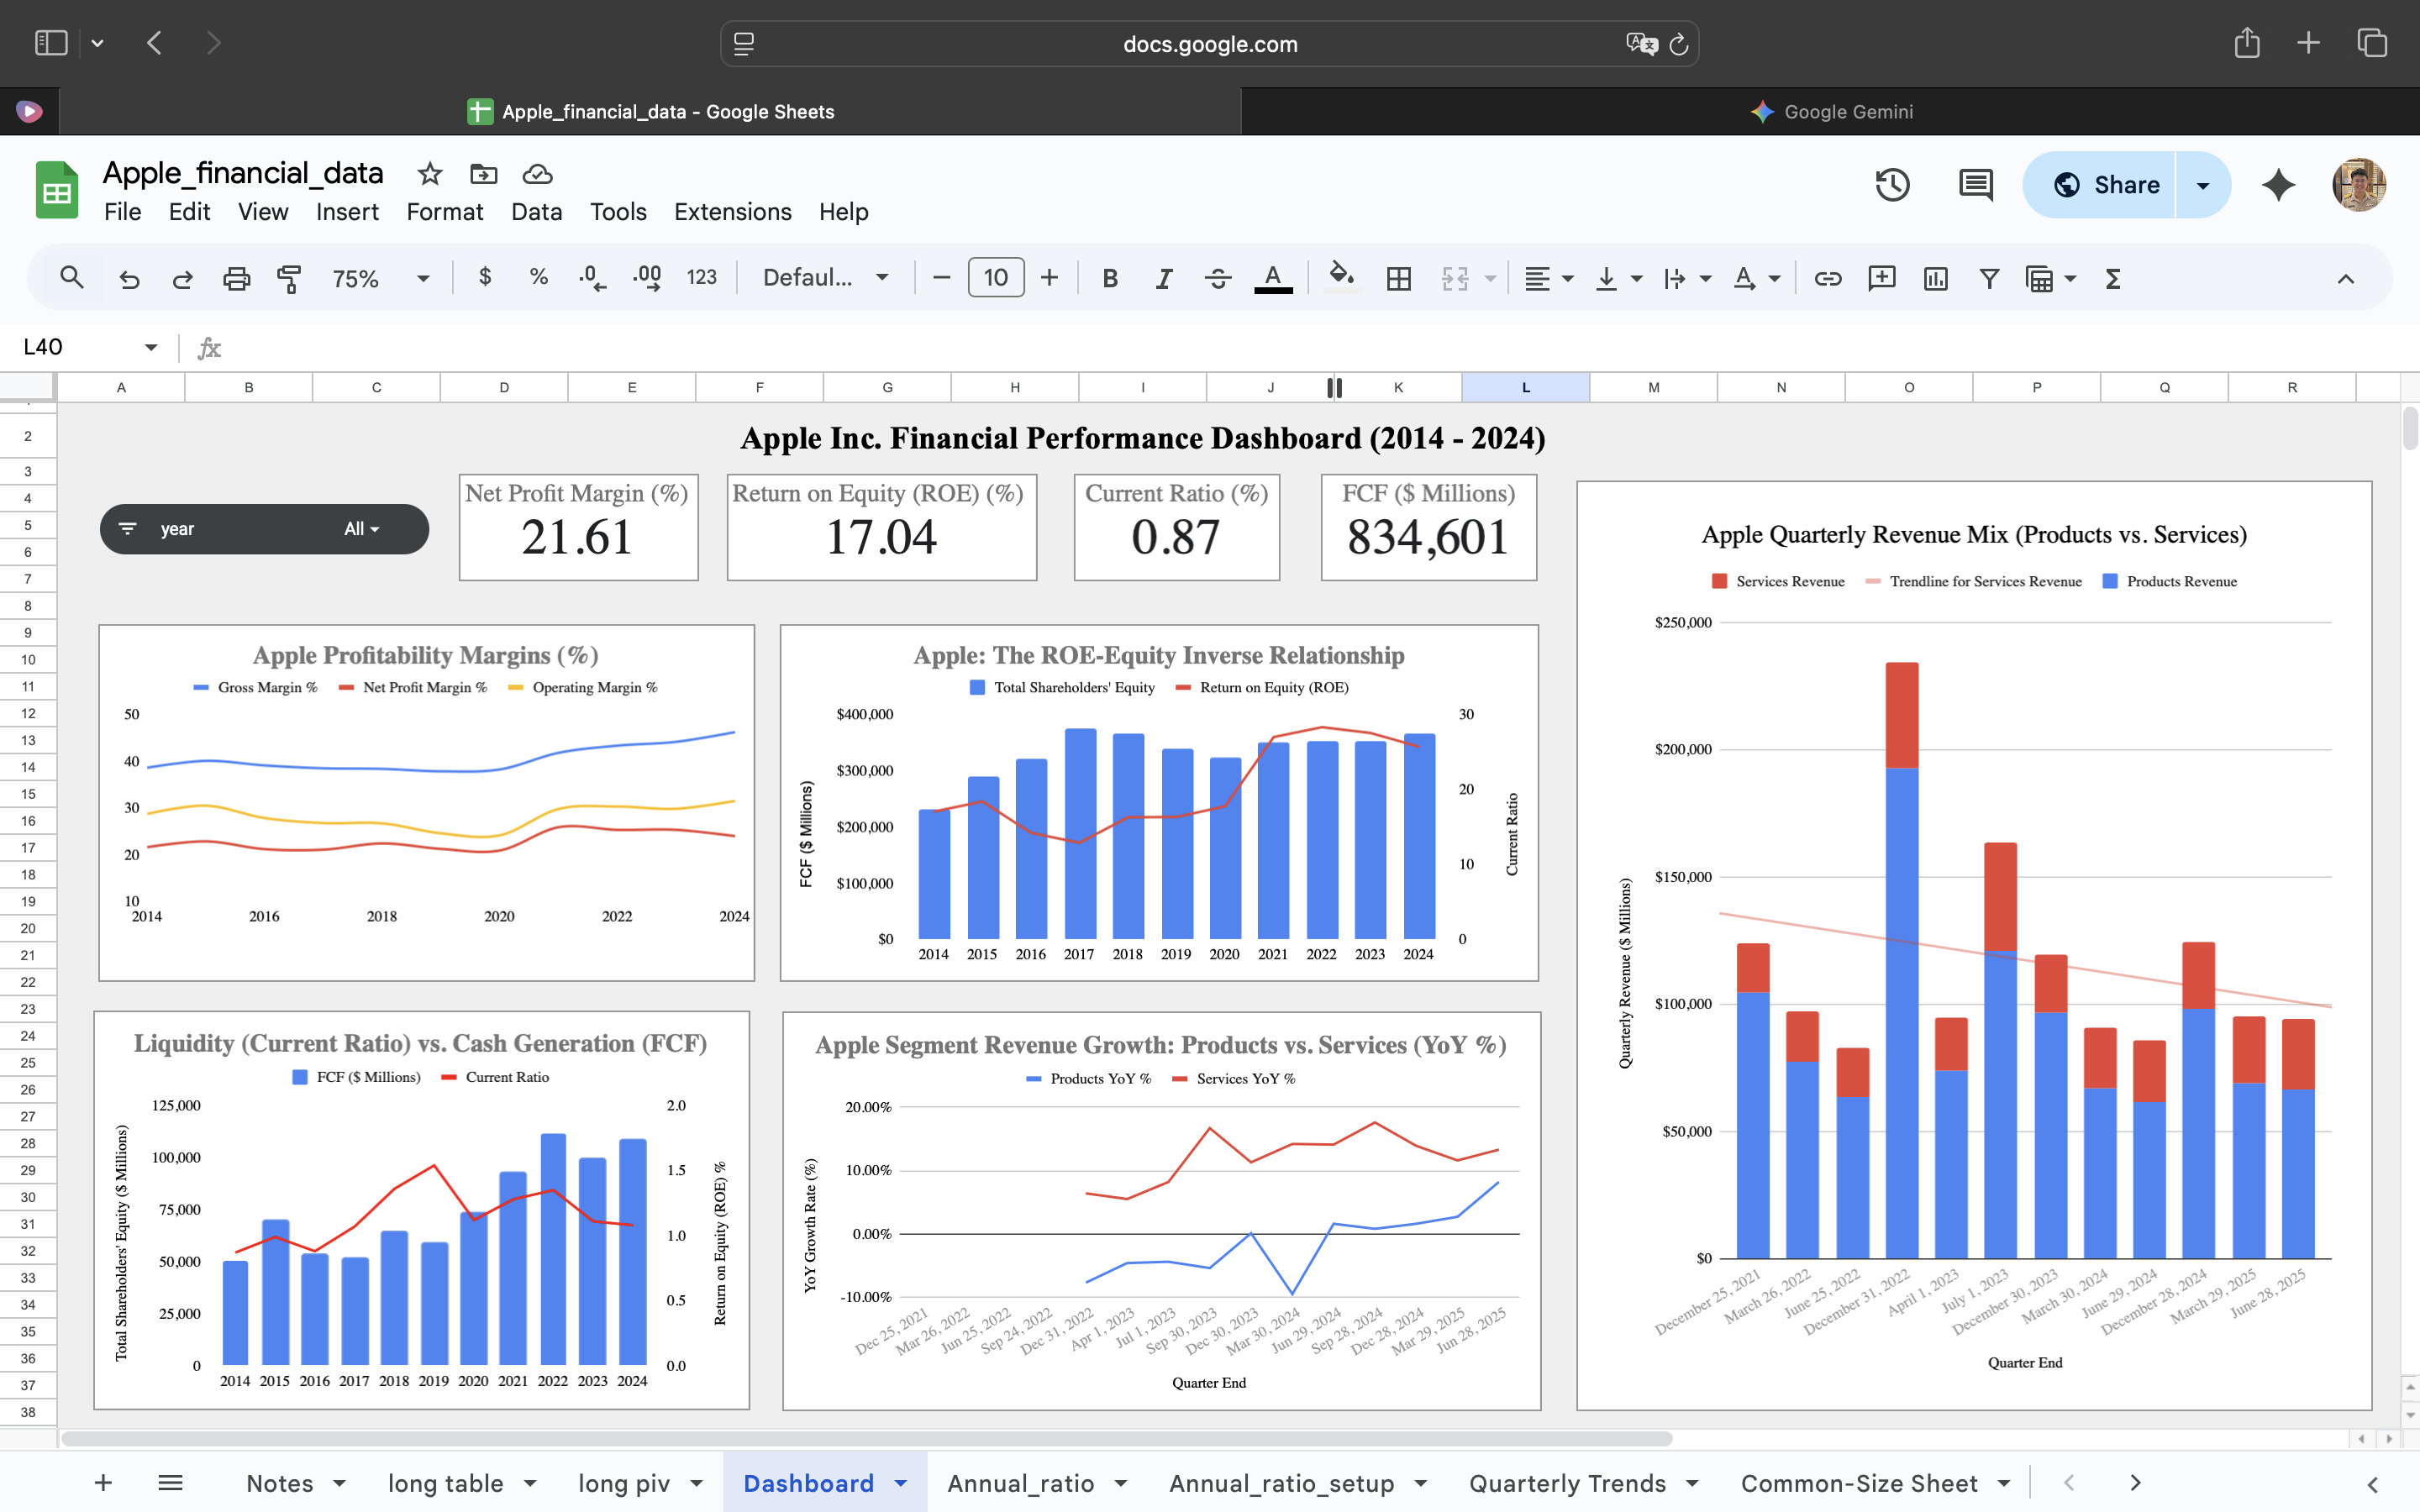 docs.google.com
Apple_financial_data - Google Sheets
Google Gemini
Apple_financial_data
File Edit View Insert Format Data Tools Extensions Help
Share
75% $ % .0 .00 123 Defaul... 10 B I A A Σ
L40 fx
A B C D E F G H I J K L M N O P Q R
2
3
4
5
6
7
8
9
10
11
12
13
14
15
16
17
18
19
20
21
22
23
24
25
26
27
28
29
30
31
32
33
34
35
36
37
38
Apple Inc. Financial Performance Dashboard (2014 - 2024)
year All
Net Profit Margin (%)
21.61
Return on Equity (ROE) (%)
17.04
Current Ratio (%)
0.87
FCF ($ Millions)
834,601
Apple Profitability Margins (%)
Gross Margin % Net Profit Margin % Operating Margin %
50
40
30
20
10
2014 2016 2018 2020 2022 2024
Apple: The ROE-Equity Inverse Relationship
Total Shareholders' Equity Return on Equity (ROE)
FCF ($ Millions)
$400,000
$300,000
$200,000
$100,000
$0
30
20
10
0
Current Ratio
2014 2015 2016 2017 2018 2019 2020 2021 2022 2023 2024
Liquidity (Current Ratio) vs. Cash Generation (FCF)
FCF ($ Millions) Current Ratio
Total Shareholders' Equity ($ Millions)
125,000
100,000
75,000
50,000
25,000
0
2.0
1.5
1.0
0.5
0.0
Return on Equity (ROE) %
2014 2015 2016 2017 2018 2019 2020 2021 2022 2023 2024
Apple Segment Revenue Growth: Products vs. Services (YoY %)
Products YoY % Services YoY %
YoY Growth Rate (%)
20.00%
10.00%
0.00%
-10.00%
Dec 25, 2021
Mar 26, 2022
Jun 25, 2022
Sep 24, 2022
Dec 31, 2022
Apr 1, 2023
Jul 1, 2023
Sep 30, 2023
Dec 30, 2023
Mar 30, 2024
Jun 29, 2024
Sep 28, 2024
Dec 28, 2024
Mar 29, 2025
Jun 28, 2025
Quarter End
Apple Quarterly Revenue Mix (Products vs. Services)
Services Revenue Trendline for Services Revenue Products Revenue
Quarterly Revenue ($ Millions)
$250,000
$200,000
$150,000
$100,000
$50,000
$0
December 25, 2021
March 26, 2022
June 25, 2022
December 31, 2022
April 1, 2023
July 1, 2023
December 30, 2023
March 30, 2024
June 29, 2024
December 28, 2024
March 29, 2025
June 28, 2025
Quarter End
Notes long table long piv Dashboard Annual_ratio Annual_ratio_setup Quarterly Trends Common-Size Sheet